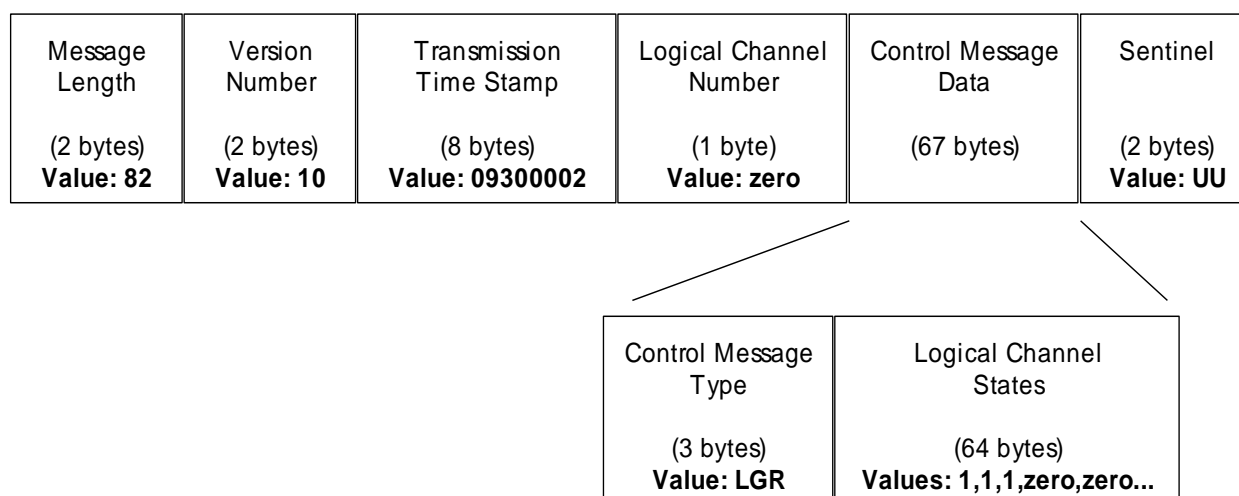 Message Length
(2 bytes)
Value: 82
Version Number
(2 bytes)
Value: 10
Transmission Time Stamp
(8 bytes)
Value: 09300002
Logical Channel Number
(1 byte)
Value: zero
Control Message Data
(67 bytes)
Sentinel
(2 bytes)
Value: UU
Control Message Type
(3 bytes)
Value: LGR
Logical Channel States
(64 bytes)
Values: 1,1,1,zero,zero...